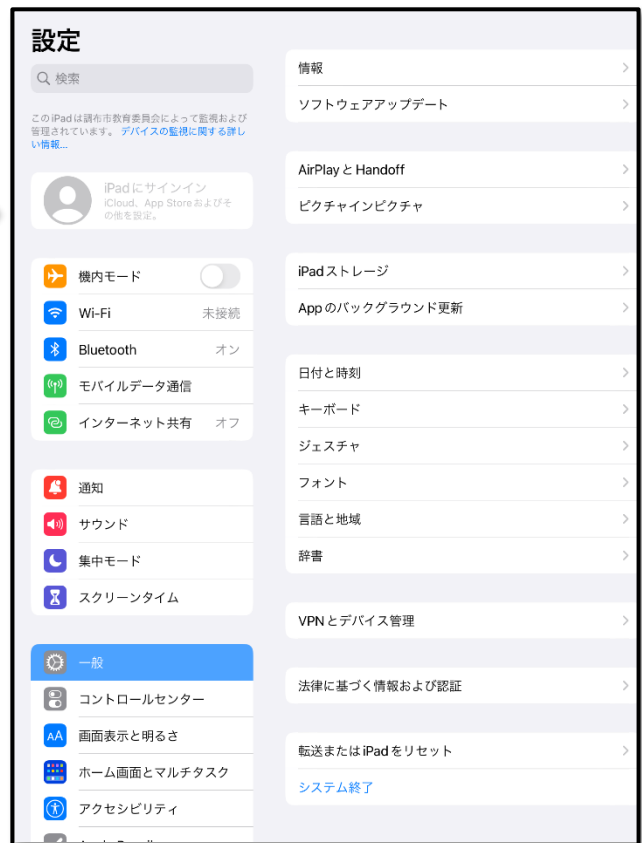 設定
検索
このiPadは調布市教育委員会によって監視および
管理されています。デバイスの監視に関する詳し
い情報...
iPadにサインイン
iCloud、App Storeおよびそ
の他を設定。
機内モード
Wi-Fi 未接続
Bluetooth オン
モバイルデータ通信
インターネット共有 オフ
通知
サウンド
集中モード
スクリーンタイム
一般
コントロールセンター
AA 画面表示と明るさ
ホーム画面とマルチタスク
アクセシビリティ
情報
ソフトウェアアップデート
AirPlayとHandoff
ピクチャインピクチャ
iPadストレージ
Appのバックグラウンド更新
日付と時刻
キーボード
ジェスチャ
フォント
言語と地域
辞書
VPNとデバイス管理
法律に基づく情報および認証
転送またはiPadをリセット
システム終了